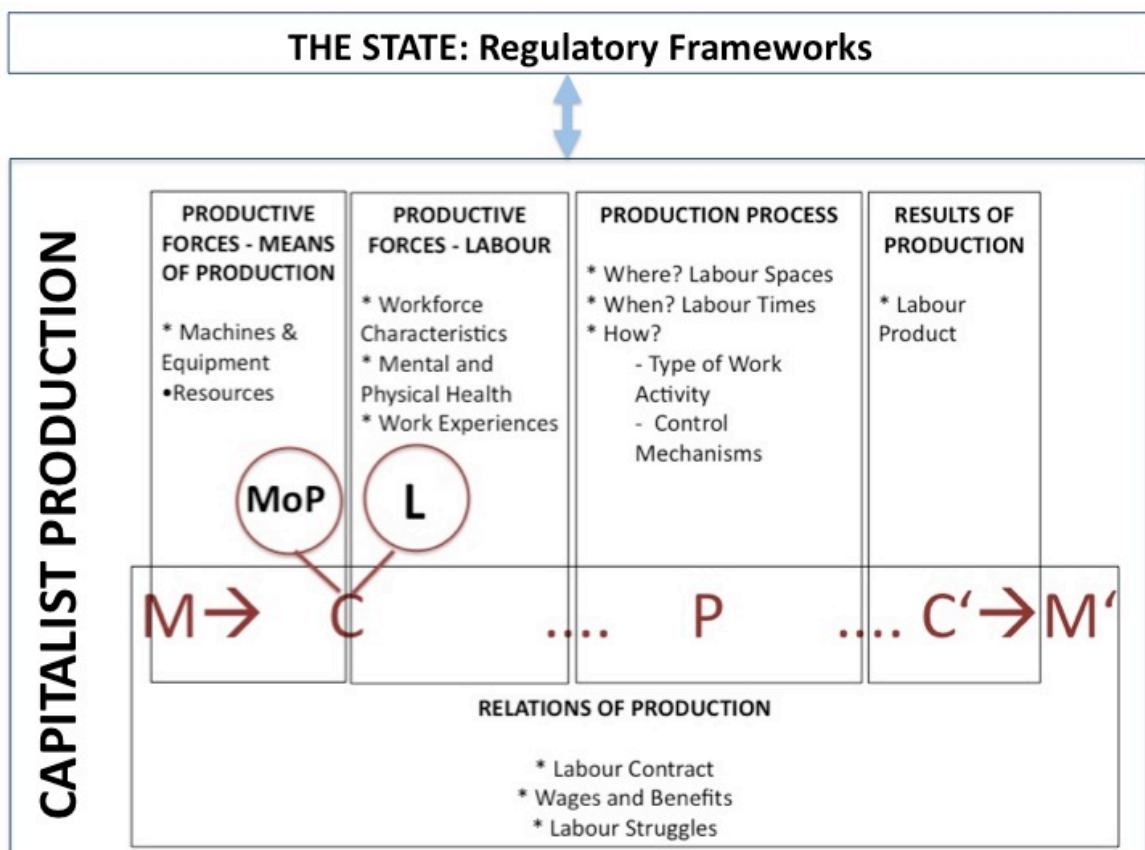 THE STATE: Regulatory Frameworks
CAPITALIST PRODUCTION
PRODUCTIVE
FORCES - MEANS
OF PRODUCTION
* Machines &
Equipment
•Resources
PRODUCTIVE
FORCES - LABOUR
* Workforce
Characteristics
* Mental and
Physical Health
* Work Experiences
PRODUCTION PROCESS
* Where? Labour Spaces
* When? Labour Times
* How?
- Type of Work
Activity
- Control
Mechanisms
RESULTS OF
PRODUCTION
* Labour
Product
MoP
L
M→ C .... P .... C‘→M‘
RELATIONS OF PRODUCTION
* Labour Contract
* Wages and Benefits
* Labour Struggles